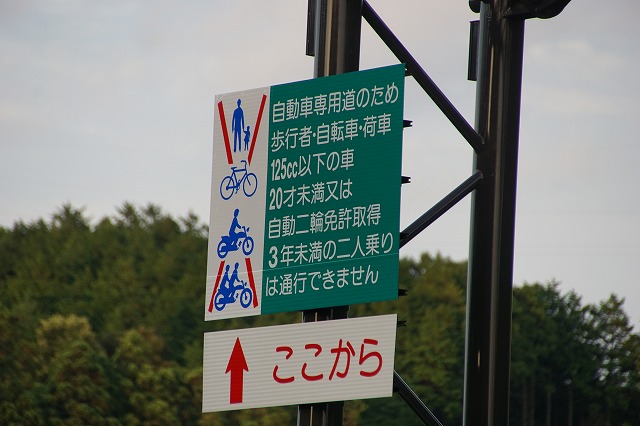 自動車専用道のため
歩行者・自転車・荷車
125cc以下の車
20才未満又は
自動二輪免許取得
3年未満の二人乗り
は通行できません
ここから